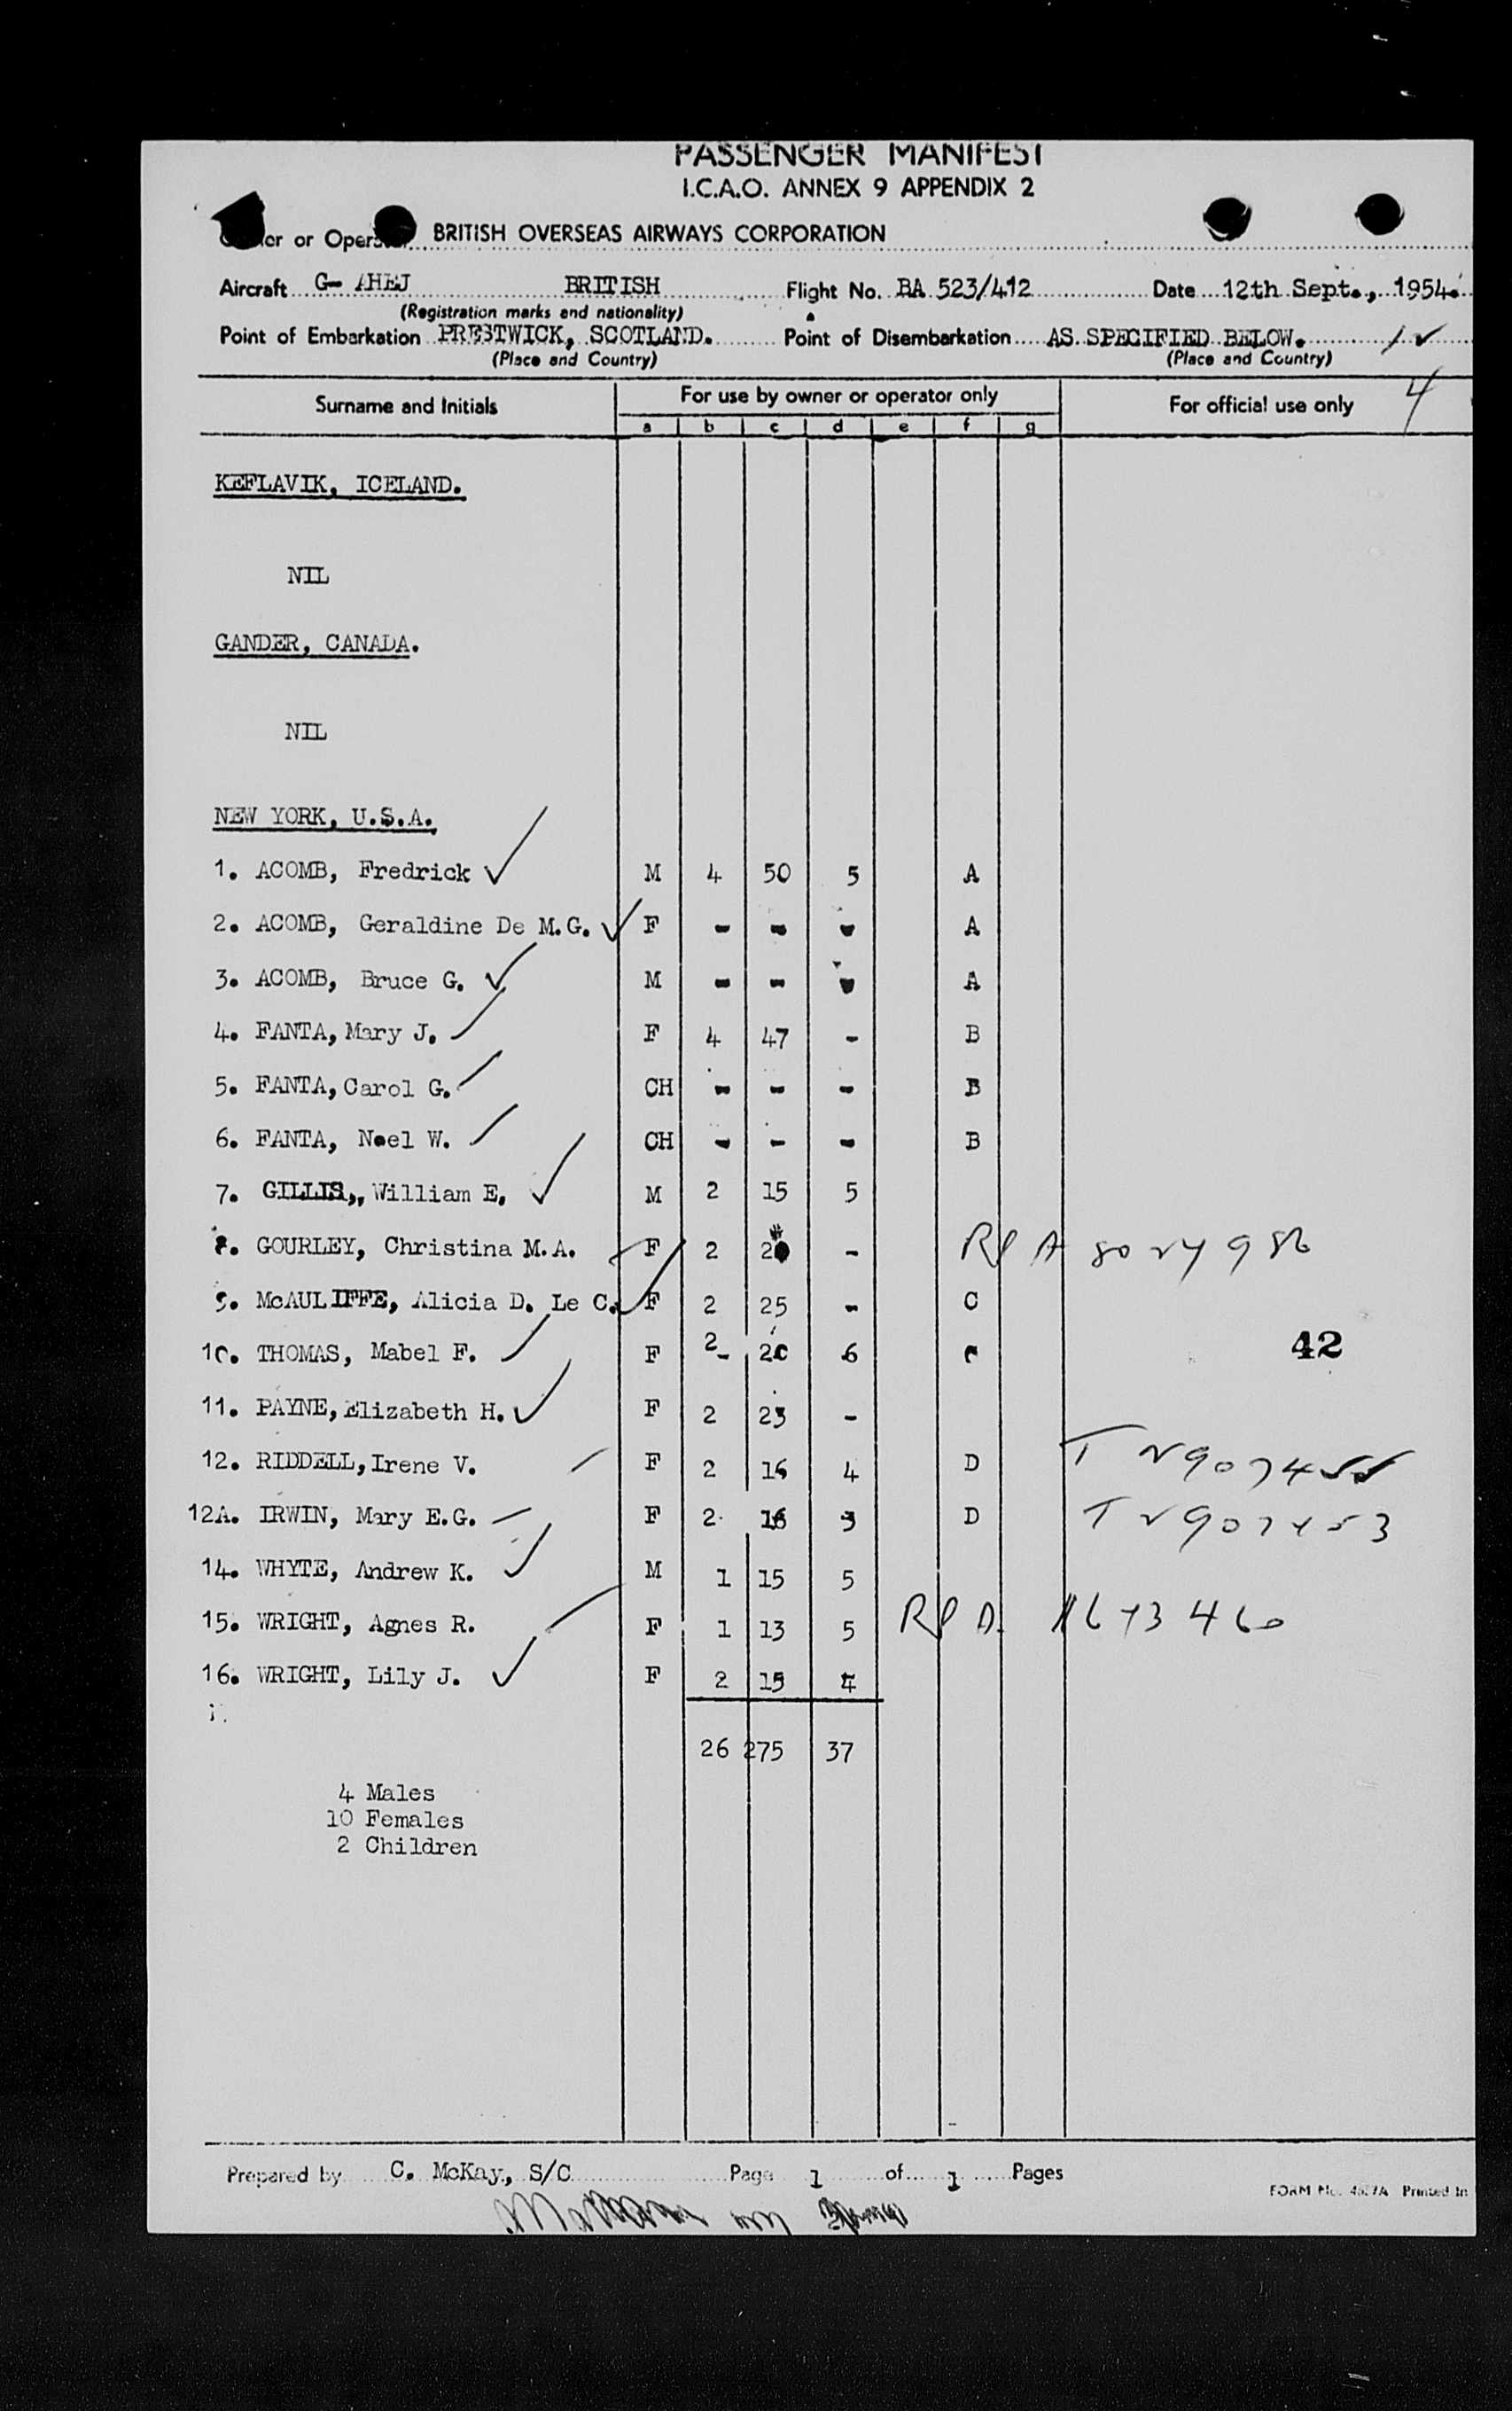 PASSENGER MANIFEST
I.C.A.O. ANNEX 9 APPENDIX 2
or Oper BRITISH OVERSEAS AIRWAYS CORPORATION
Aircraft G- AHEJ BRITISH Flight No. BA 523/412 Date 12th Sept., 1954.
(Registration marks and nationality)
Point of Embarkation PRESTWICK, SCOTLAND. Point of Disembarkation AS SPECIFIED BELOW.
(Place and Country) (Place and Country)
Surname and Initials For use by owner or operator only For official use only 4
a b c d e f g
KEFLAVIK, ICELAND.
NIL
GANDER, CANADA.
NIL
NEW YORK, U.S.A.
1. ACOMB, Fredrick ✓ M 4 50 5 A
2. ACOMB, Geraldine De M.G. ✓ F - - - A
3. ACOMB, Bruce G. ✓ M - - - A
4. FANTA, Mary J. F 4 47 - B
5. FANTA, Carol G. CH - - - B
6. FANTA, Noel W. CH - - - B
7. GILLIS,, William E. ✓ M 2 15 5
8. GOURLEY, Christina M.A. F 2 -
9. McAULIFFE, Alicia D. Le C. F 2 25 - C
10. THOMAS, Mabel F. F 2- 20 6 C
42
11. PAYNE, Elizabeth H. ✓ F 2 23 -
12. RIDDELL, Irene V. F 2 16 4 D
12A. IRWIN, Mary E.G. F 2 16 3 D
14. WHYTE, Andrew K. ✓ M 1 15 5
15. WRIGHT, Agnes R. F 1 13 5
16. WRIGHT, Lily J. ✓ F 2 15 4
26 275 37
4 Males
10 Females
2 Children
Prepared by C. McKay, S/C Page 1 of 1 Pages
FORM No. Printed in